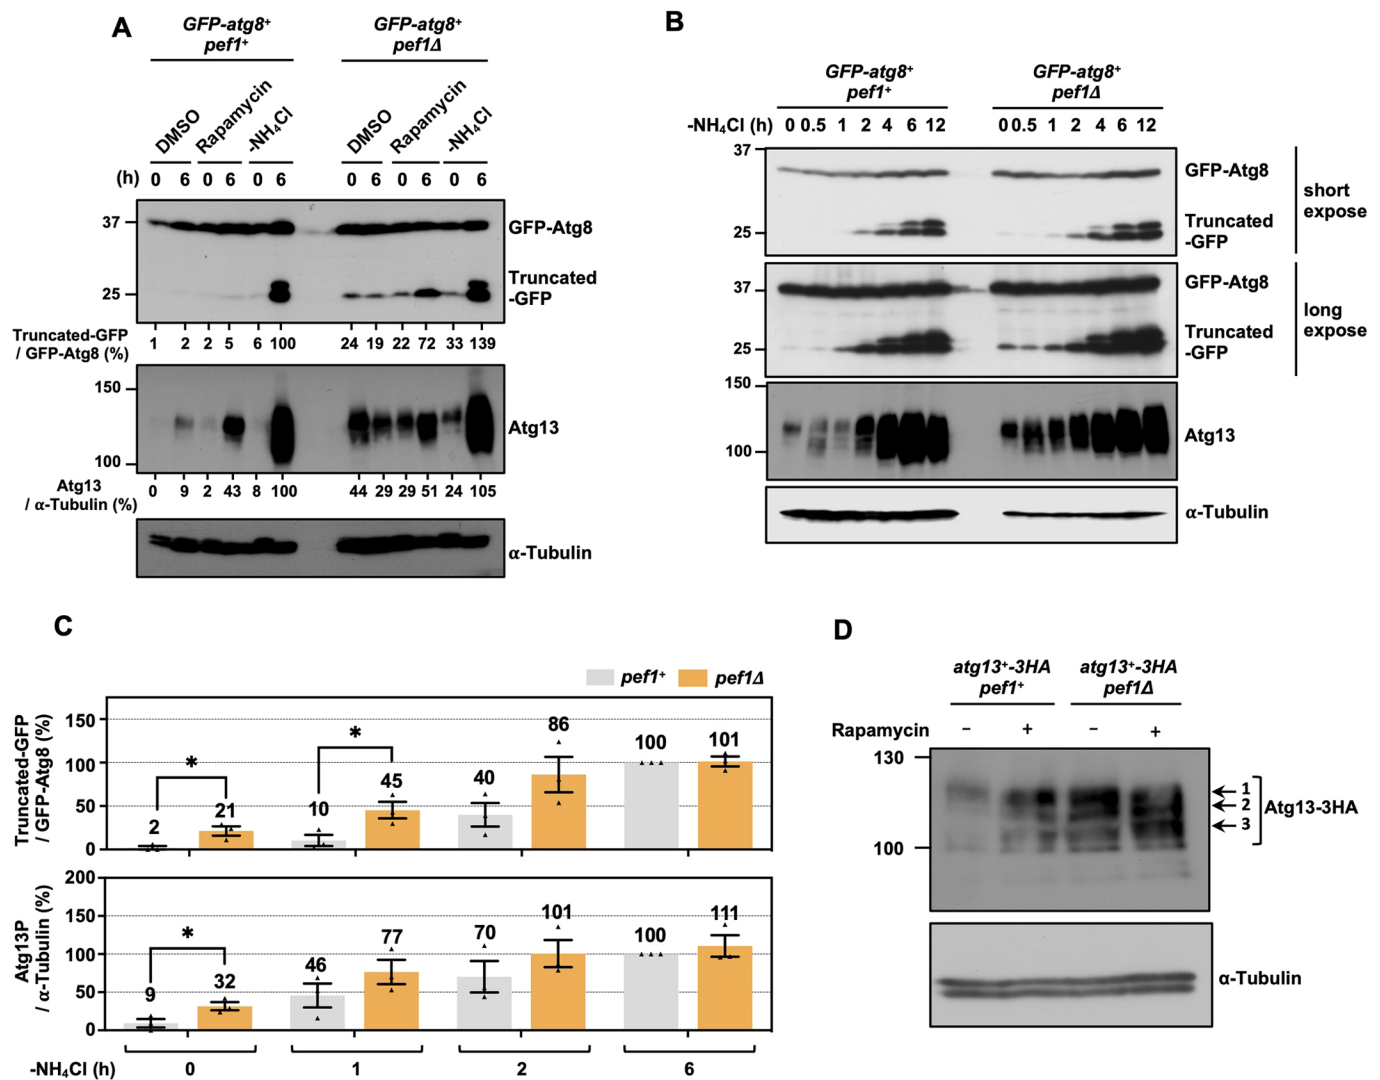 A
GFP-atg8+
pef1+
GFP-atg8+
pef1Δ
DMSO
Rapamycin
-NH4Cl
DMSO
Rapamycin
-NH4Cl
(h) 0 6 0 6 0 6 0 6 0 6 0 6
37
GFP-Atg8
25
Truncated
-GFP
Truncated-GFP
/ GFP-Atg8 (%)
1 2 2 5 6 100 24 19 22 72 33 139
150
Atg13
100
Atg13
/ α-Tubulin (%)
0 9 2 43 8 100 44 29 29 51 24 105
α-Tubulin
B
GFP-atg8+
pef1+
GFP-atg8+
pef1Δ
-NH4Cl (h) 0 0.5 1 2 4 6 12 0 0.5 1 2 4 6 12
37
GFP-Atg8
25
Truncated
-GFP
short
expose
37
GFP-Atg8
25
Truncated
-GFP
long
expose
150
100
Atg13
α-Tubulin
C
pef1+ pef1Δ
Truncated-GFP
/ GFP-Atg8 (%)
150
100
50
0
2 * 21 10 * 45 40 86 100 101
Atg13P
/ α-Tubulin (%)
200
150
100
50
0
9 * 32 46 77 70 101 100 111
-NH4Cl (h) 0 1 2 6
D
atg13+-3HA
pef1+
atg13+-3HA
pef1Δ
Rapamycin − + − +
130
100
1
2
3
Atg13-3HA
α-Tubulin